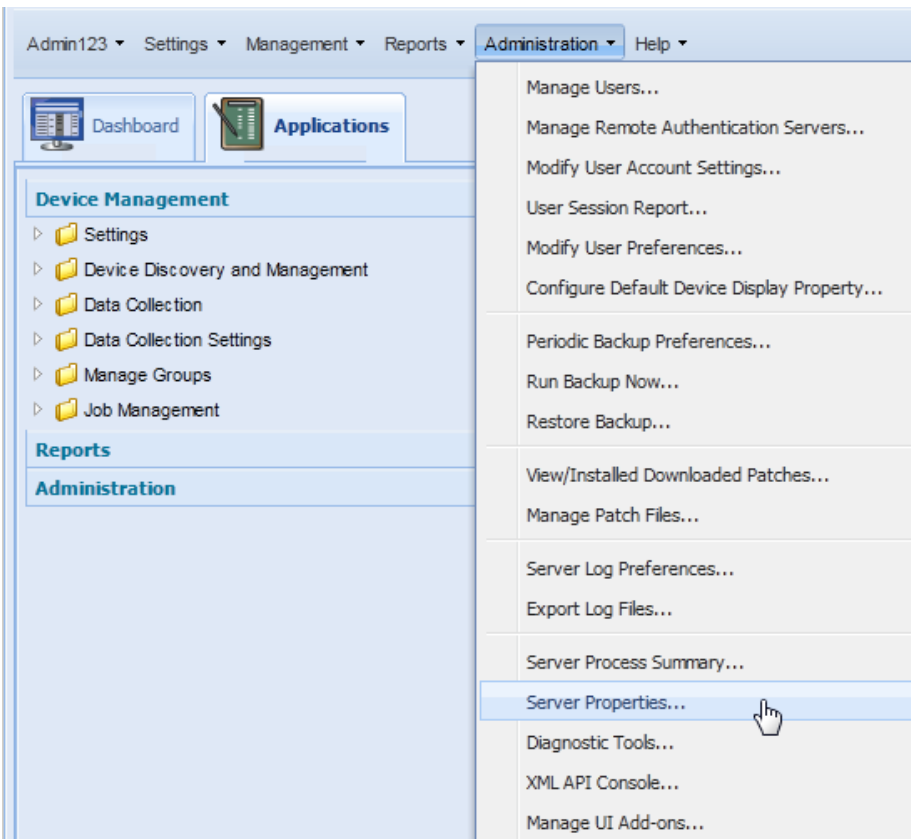 Admin123 Settings Management Reports Administration Help
Dashboard Applications
Device Management
Settings
Device Discovery and Management
Data Collection
Data Collection Settings
Manage Groups
Job Management
Reports
Administration
Manage Users...
Manage Remote Authentication Servers...
Modify User Account Settings...
User Session Report...
Modify User Preferences...
Configure Default Device Display Property...
Periodic Backup Preferences...
Run Backup Now...
Restore Backup...
View/Installed Downloaded Patches...
Manage Patch Files...
Server Log Preferences...
Export Log Files...
Server Process Summary...
Server Properties...
Diagnostic Tools...
XML API Console...
Manage UI Add-ons...